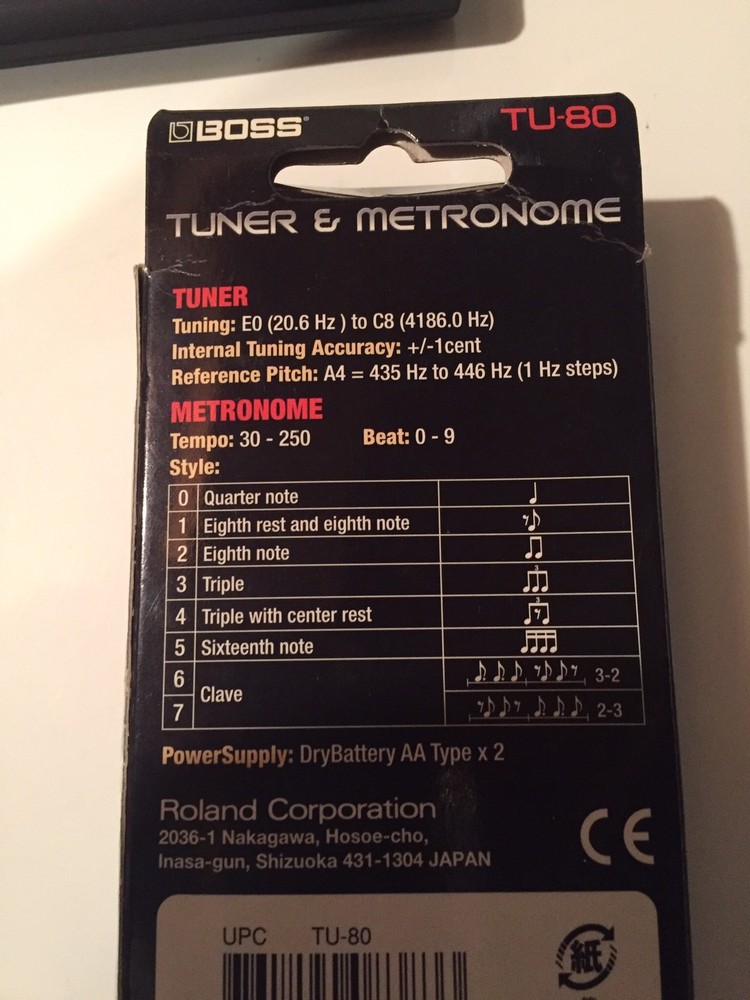 BOSS®
TU-80
TUNER & METRONOME
TUNER
Tuning: E0 (20.6 Hz ) to C8 (4186.0 Hz)
Internal Tuning Accuracy: +/-1cent
Reference Pitch: A4 = 435 Hz to 446 Hz (1 Hz steps)
METRONOME
Tempo: 30 - 250 Beat: 0 - 9
Style:
0 Quarter note
1 Eighth rest and eighth note
2 Eighth note
3 Triple 3
4 Triple with center rest 3
5 Sixteenth note
6 Clave 3-2
7 2-3
PowerSupply: DryBattery AA Type x 2
Roland Corporation
2036-1 Nakagawa, Hosoe-cho,
Inasa-gun, Shizuoka 431-1304 JAPAN
CE
UPC TU-80
紙